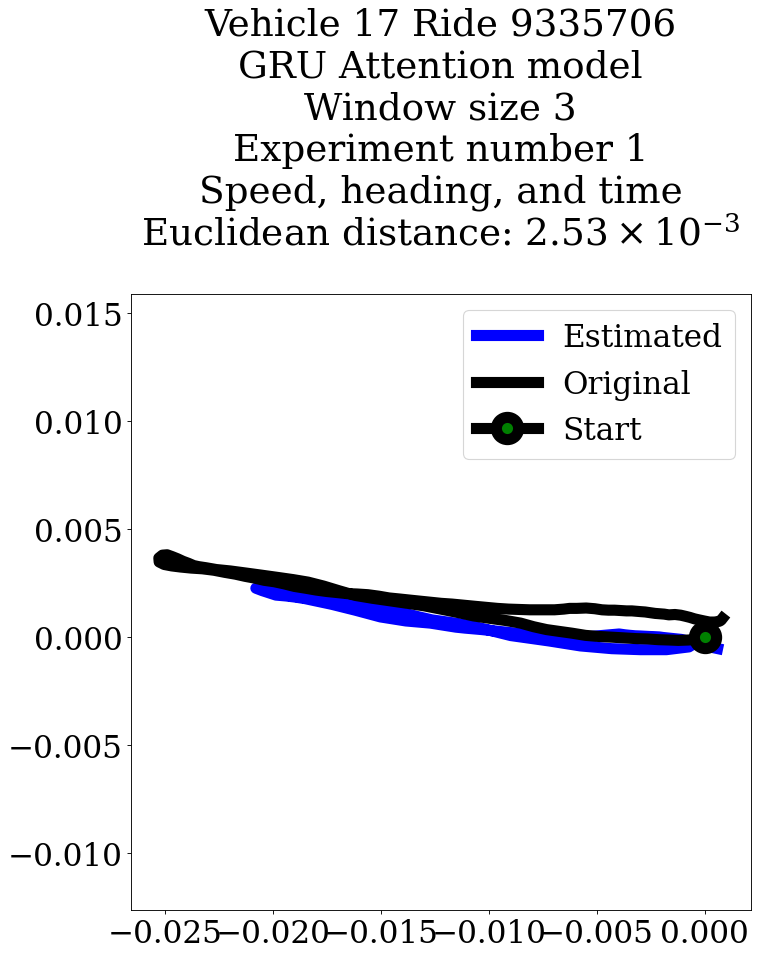 Vehicle 17 Ride 9335706
GRU Attention model
Window size 3
Experiment number 1
Speed, heading, and time
Euclidean distance: 2.53 × 10⁻³
Estimated
Original
Start
0.015
0.010
0.005
0.000
−0.005
−0.010
−0.025 −0.020 −0.015 −0.010 −0.005 0.000